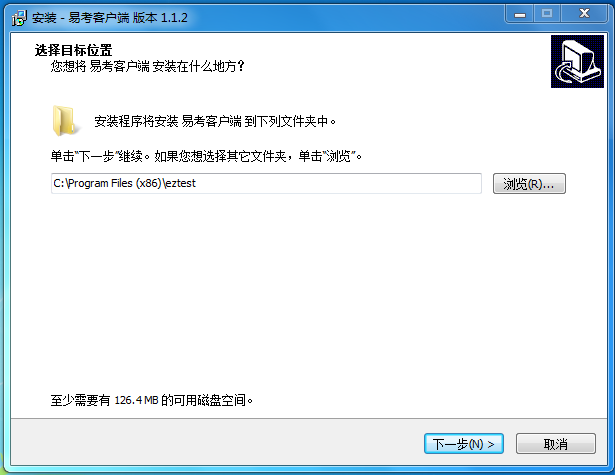 安装 - 易考客户端 版本 1.1.2
选择目标位置
您想将 易考客户端 安装在什么地方？
安装程序将安装 易考客户端 到下列文件夹中。
单击“下一步”继续。如果您想选择其它文件夹，单击“浏览”。
C:\Program Files (x86)\eztest
浏览(R)...
至少需要有 126.4 MB 的可用磁盘空间。
下一步(N) >
取消